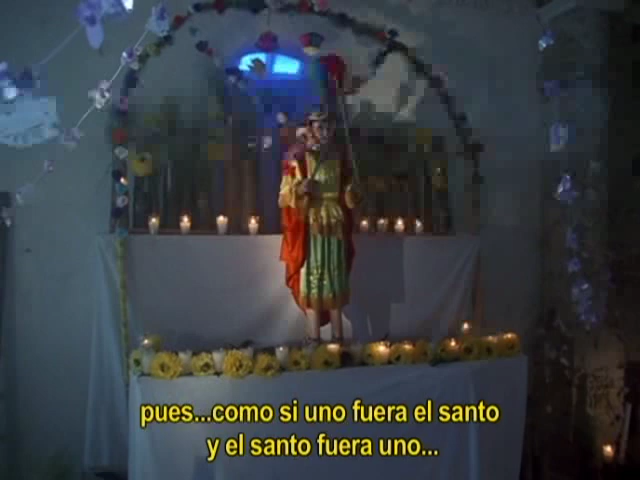 pues...como si uno fuera el santo
y el santo fuera uno...